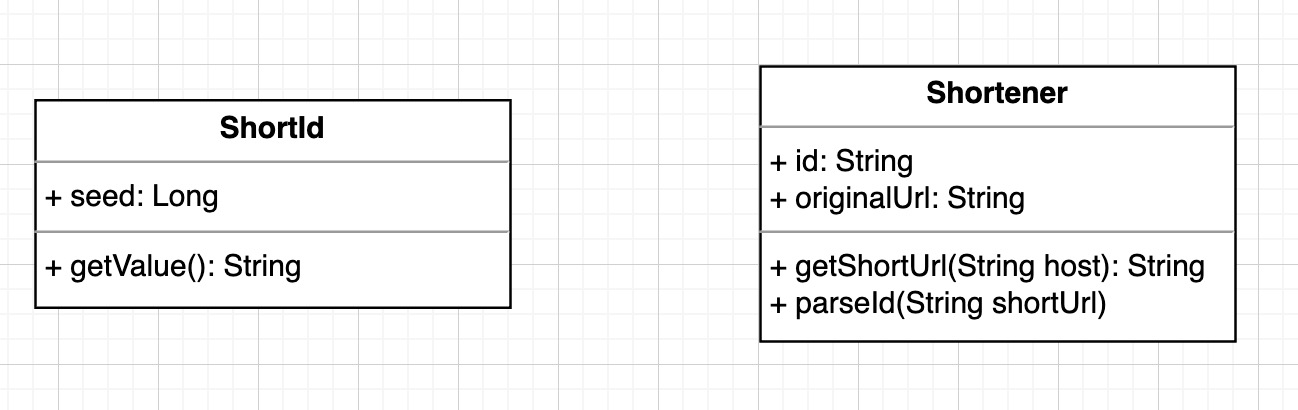 ShortId
+ seed: Long
+ getValue(): String
Shortener
+ id: String
+ originalUrl: String
+ getShortUrl(String host): String
+ parseId(String shortUrl)